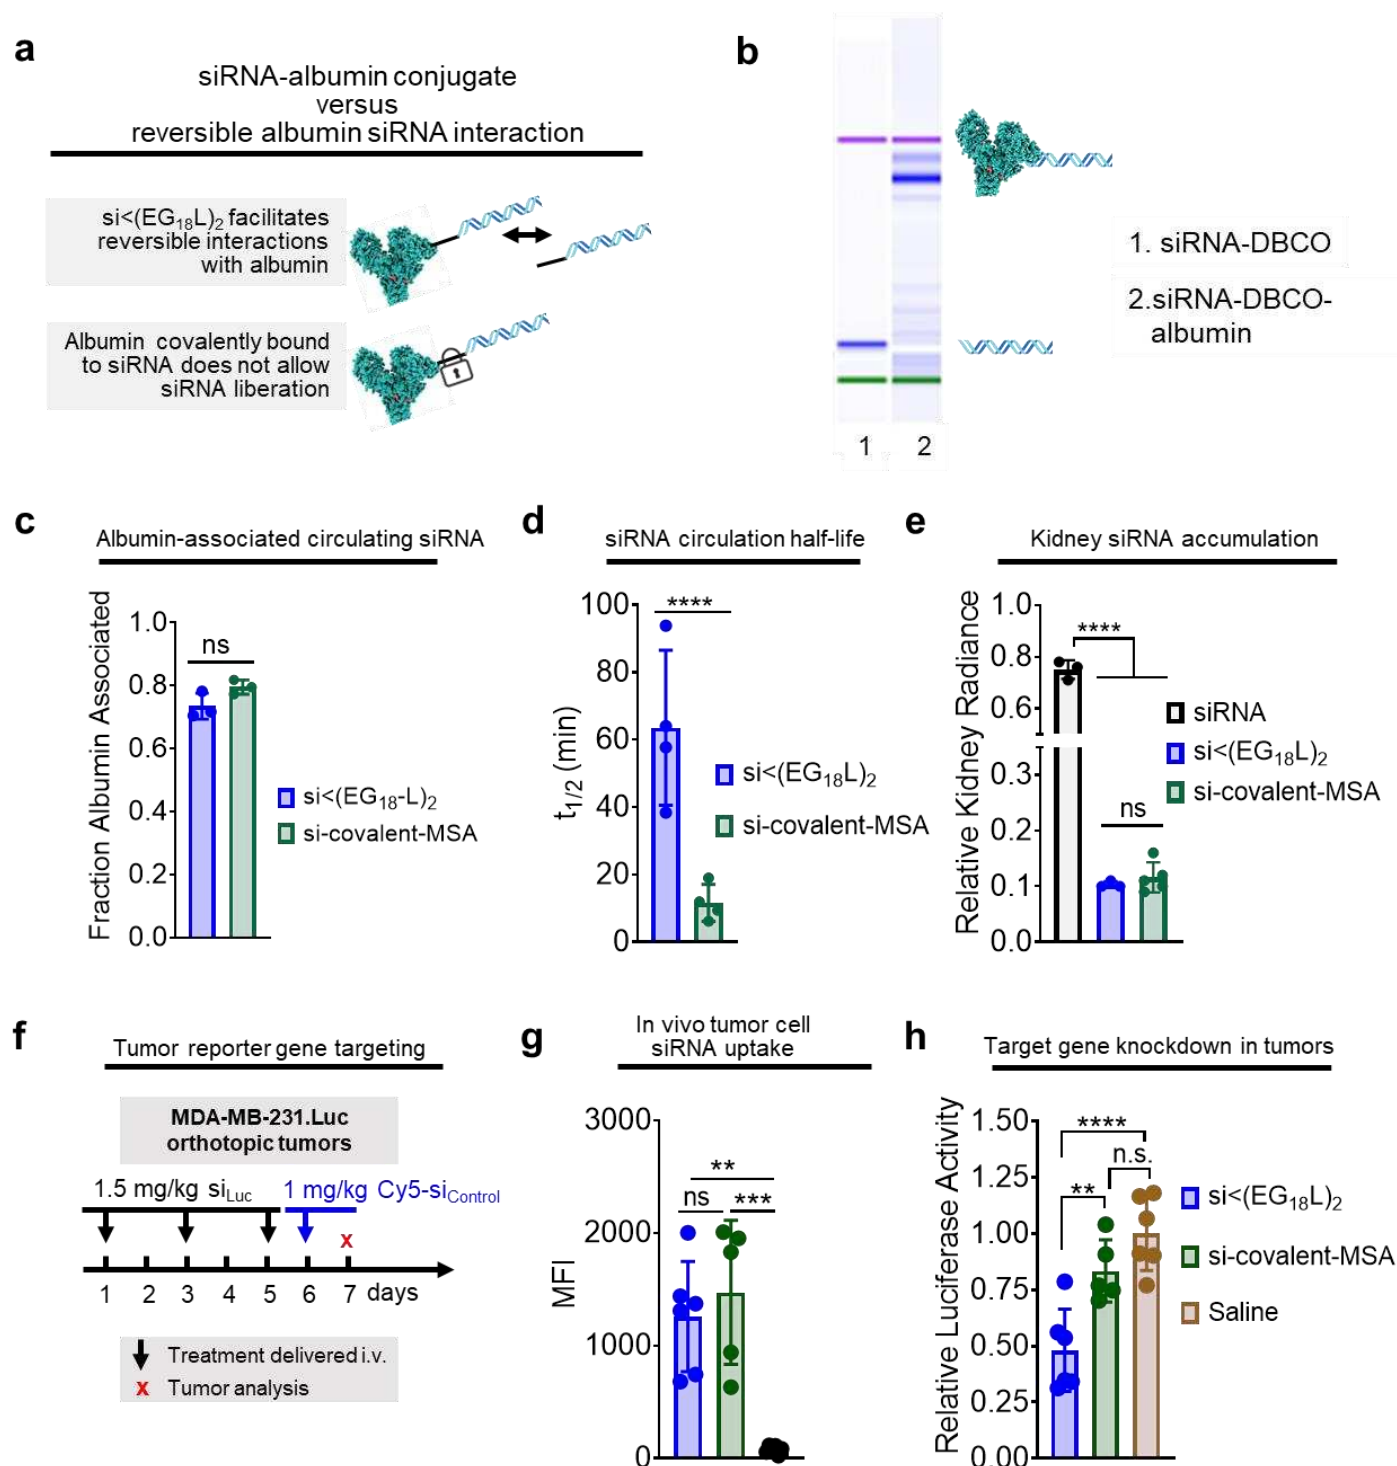 a
siRNA-albumin conjugate
versus
reversible albumin siRNA interaction
si<(EG₁₈L)₂ facilitates
reversible interactions
with albumin
Albumin covalently bound
to siRNA does not allow
siRNA liberation
b
1. siRNA-DBCO
2.siRNA-DBCO-
albumin
1 2
c
Albumin-associated circulating siRNA
Fraction Albumin Associated
1.0
0.8
0.6
0.4
0.2
0.0
ns
si<(EG₁₈-L)₂
si-covalent-MSA
d
siRNA circulation half-life
t₁/₂ (min)
100
80
60
40
20
0
****
si<(EG₁₈L)₂
si-covalent-MSA
e
Kidney siRNA accumulation
Relative Kidney Radiance
1.0
0.8
0.6
0.3
0.2
0.1
0.0
****
ns
siRNA
si<(EG₁₈L)₂
si-covalent-MSA
f
Tumor reporter gene targeting
MDA-MB-231.Luc
orthotopic tumors
1.5 mg/kg si_Luc 1 mg/kg Cy5-si_Control
x
1 2 3 4 5 6 7 days
Treatment delivered i.v.
x Tumor analysis
g
In vivo tumor cell
siRNA uptake
MFI
3000
2000
1000
0
**
ns ***
h
Target gene knockdown in tumors
Relative Luciferase Activity
1.50
1.25
1.00
0.75
0.50
0.25
0.00
****
n.s.
**
si<(EG₁₈L)₂
si-covalent-MSA
Saline